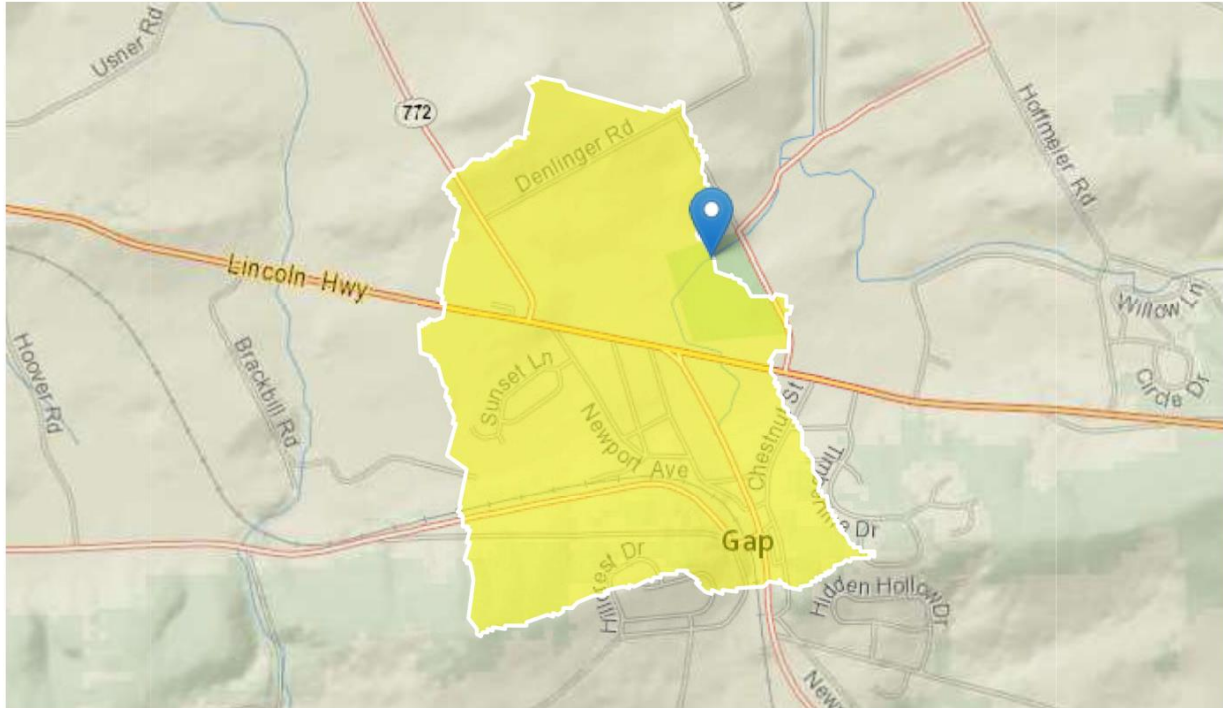 Usner Rd
772
Denlinger Rd
Hoffmeier Rd
Lincoln Hwy
Willow Ln
Circle Dr
Hoover Rd
Brackbill Rd
Sunset Ln
Newport Ave
Chestnut St
Gap
Hillcrest Dr
Hidden Hollow Dr